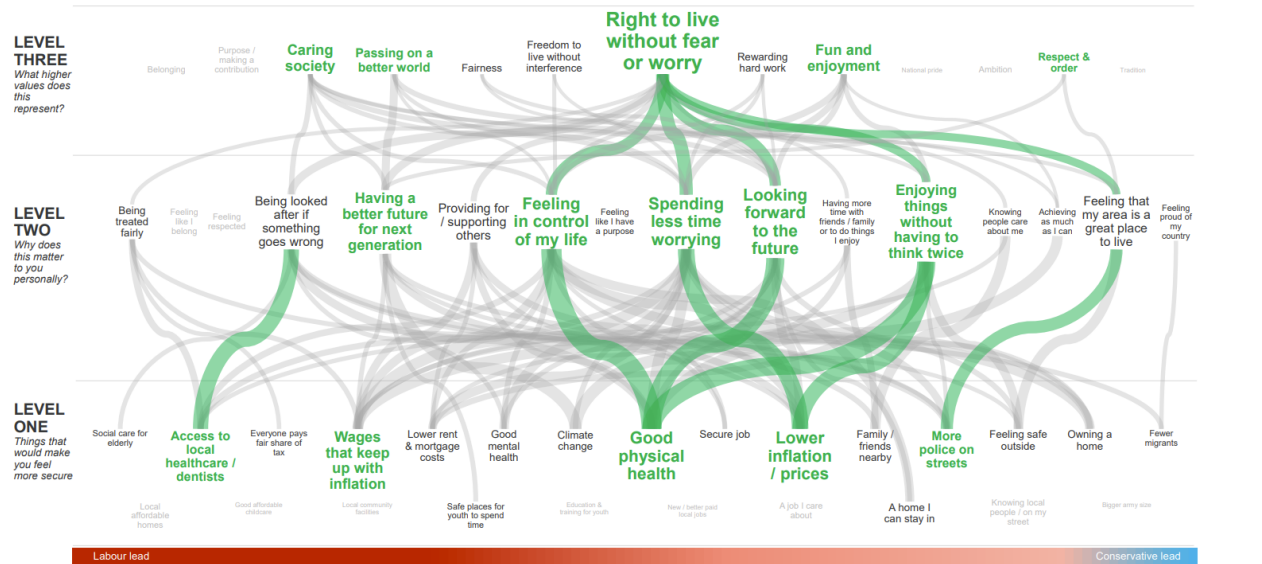 LEVEL
THREE
What higher
values does
this
represent?
Belonging
Purpose /
making a
contribution
Caring
society
Passing on a
better world
Fairness
Freedom to
live without
interference
Right to live
without fear
or worry
Rewarding
hard work
Fun and
enjoyment
National pride
Ambition
Respect &
order
Tradition
LEVEL
TWO
Why does
this matter
to you
personally?
Being
treated
fairly
Feeling
like I
belong
Feeling
respected
Being looked
after if
something
goes wrong
Having a
better future
for next
generation
Providing for
/ supporting
others
Feeling
in control
of my life
Feeling
like I have
a purpose
Spending
less time
worrying
Looking
forward
to the
future
Having more
time with
friends / family
or to do things
I enjoy
Enjoying
things
without
having to
think twice
Knowing
people care
about me
Achieving
as much
as I can
Feeling that
my area is a
great place
to live
Feeling
proud of
my
country
LEVEL
ONE
Things that
would make
you feel
more secure
Social care for
elderly
Access to
local
healthcare /
dentists
Everyone pays
fair share of
tax
Wages
that keep
up with
inflation
Lower rent
& mortgage
costs
Good
mental
health
Climate
change
Good
physical
health
Secure job
Lower
inflation
/ prices
Family /
friends
nearby
More
police on
streets
Feeling safe
outside
Owning a
home
Fewer
migrants
Local
affordable
homes
Good affordable
childcare
Local community
facilities
Safe places for
youth to spend
time
Education &
training for youth
New / better paid
local jobs
A job I care
about
A home I
can stay in
Knowing local
people / on my
street
Bigger army size
Labour lead
Conservative lead